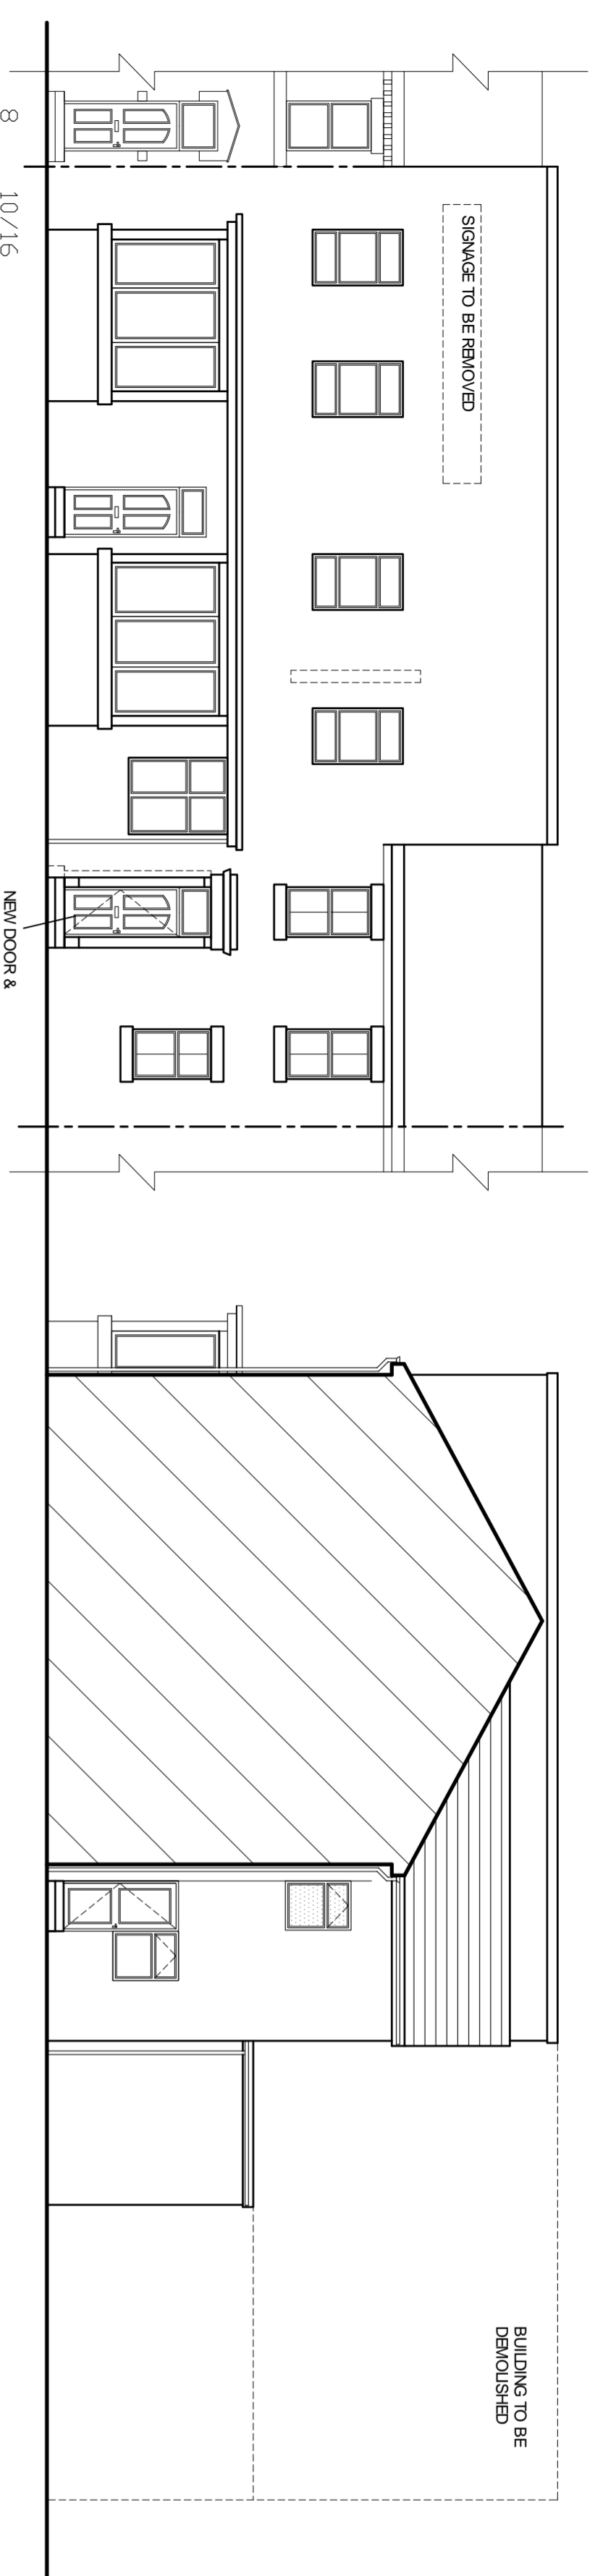 SIGNAGE TO BE REMOVED
BUILDING TO BE
DEMOLISHED
NEW DOOR &
8
10/16